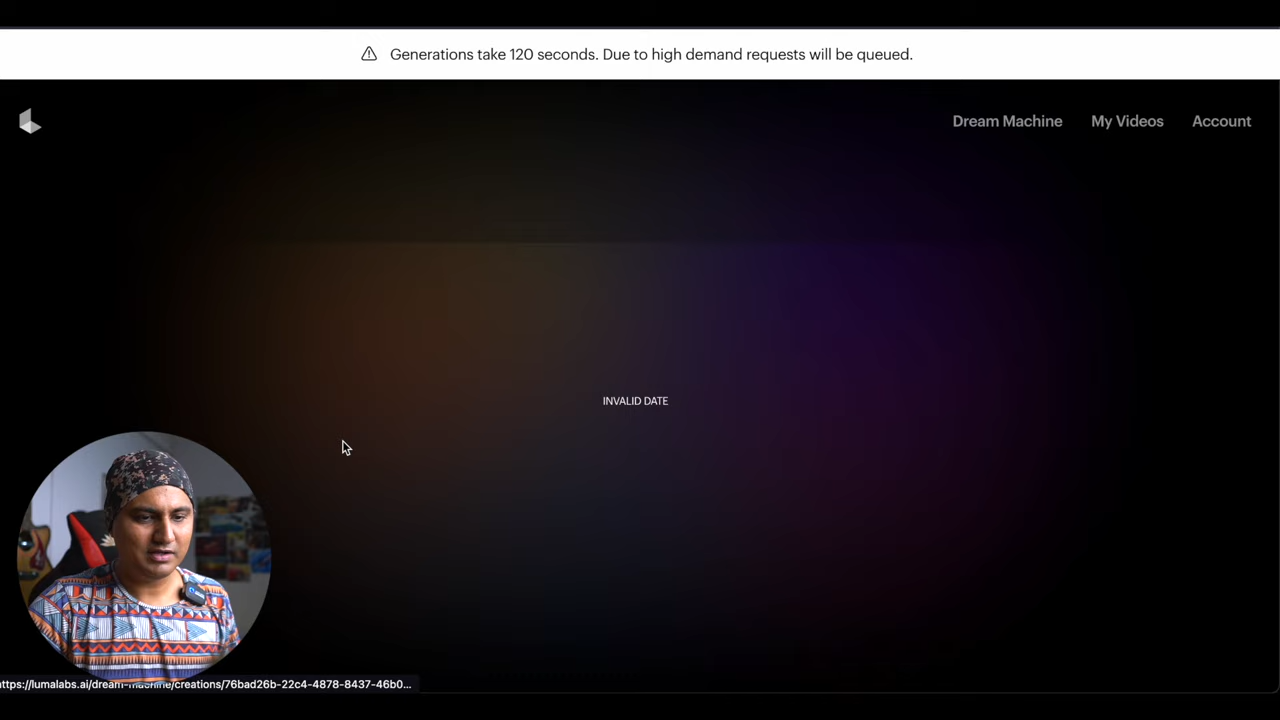 Generations take 120 seconds. Due to high demand requests will be queued.
Dream Machine My Videos Account
INVALID DATE
ttps://lumalabs.ai/dream-machine/creations/76bad26b-22c4-4878-8437-46b0...